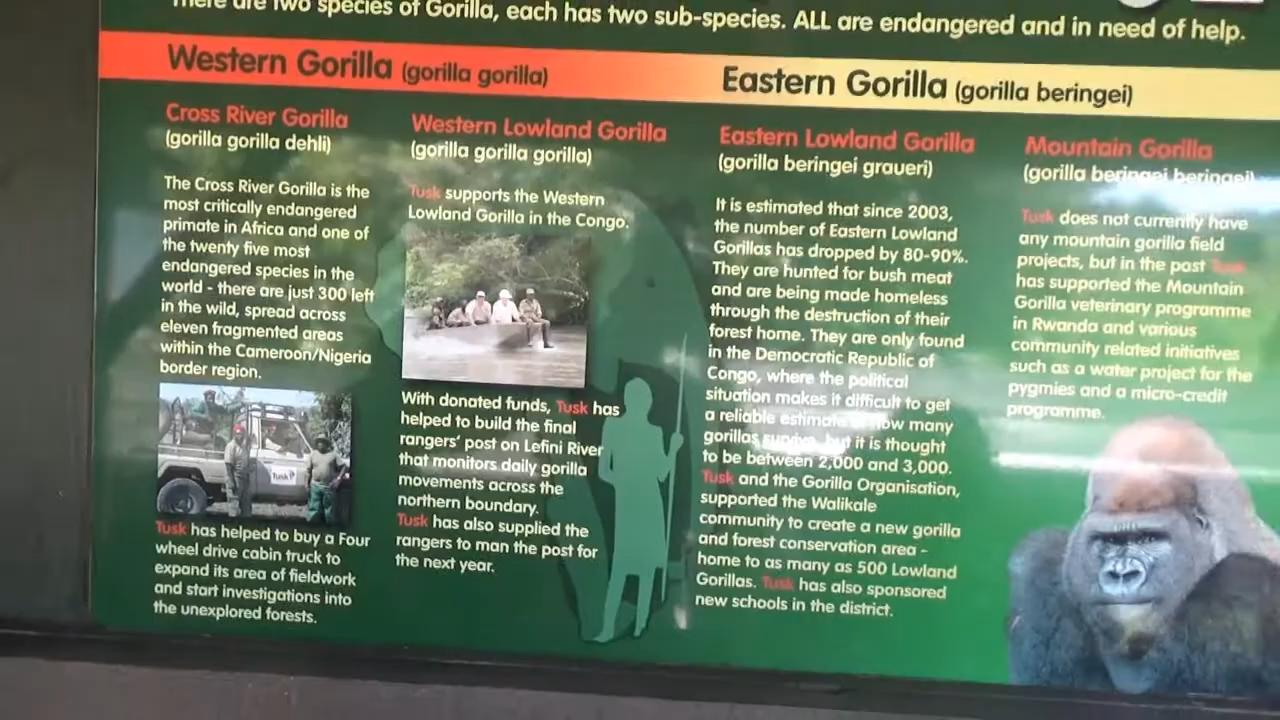 There are two species of Gorilla, each has two sub-species. ALL are endangered and in need of help.
Western Gorilla (gorilla gorilla)
Cross River Gorilla
(gorilla gorilla dehli)
The Cross River Gorilla is the
most critically endangered
primate in Africa and one of
the twenty five most
endangered species in the
world - there are just 300 left
in the wild, spread across
eleven fragmented areas
within the Cameroon/Nigeria
border region.
Tusk
Tusk has helped to buy a Four
wheel drive cabin truck to
expand its area of fieldwork
and start investigations into
the unexplored forests.
Western Lowland Gorilla
(gorilla gorilla gorilla)
Tusk supports the Western
Lowland Gorilla in the Congo.
With donated funds, Tusk has
helped to build the final
rangers' post on Lefini River
that monitors daily gorilla
movements across the
northern boundary.
Tusk has also supplied the
rangers to man the post for
the next year.
Eastern Gorilla (gorilla beringei)
Eastern Lowland Gorilla
(gorilla beringei graueri)
It is estimated that since 2003,
the number of Eastern Lowland
Gorillas has dropped by 80-90%.
They are hunted for bush meat
and are being made homeless
through the destruction of their
forest home. They are only found
in the Democratic Republic of
Congo, where the political
situation makes it difficult to get
a reliable estimate of how many
gorillas survive, but it is thought
to be between 2,000 and 3,000.
Tusk and the Gorilla Organisation,
supported the Walikale
community to create a new gorilla
and forest conservation area -
home to as many as 500 Lowland
Gorillas. Tusk has also sponsored
new schools in the district.
Mountain Gorilla
(gorilla beringei beringei)
Tusk does not currently have
any mountain gorilla field
projects, but in the past Tusk
has supported the Mountain
Gorilla veterinary programme
in Rwanda and various
community related initiatives
such as a water project for the
pygmies and a micro-credit
programme.